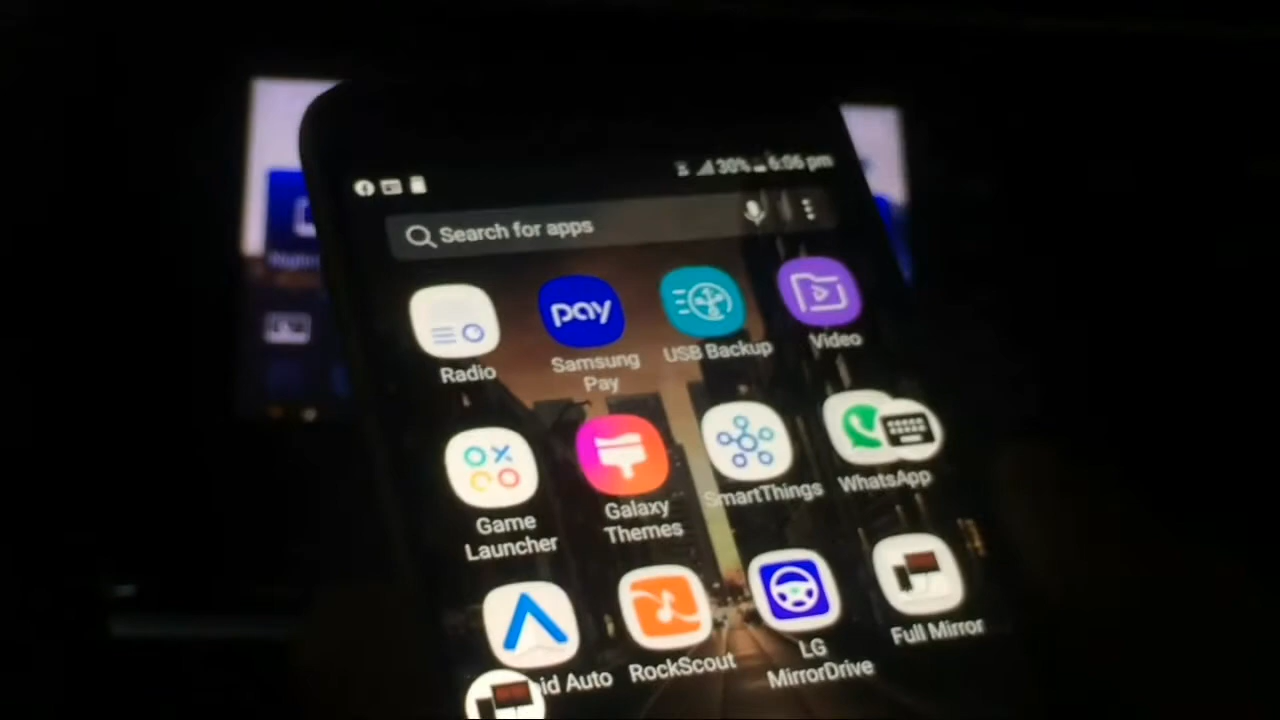 30% 6:06 pm
Search for apps
pay
Radio
Samsung
Pay
USB Backup
Video
Game
Launcher
Galaxy
Themes
SmartThings
WhatsApp
id Auto
RockScout
LG
MirrorDrive
Full Mirror